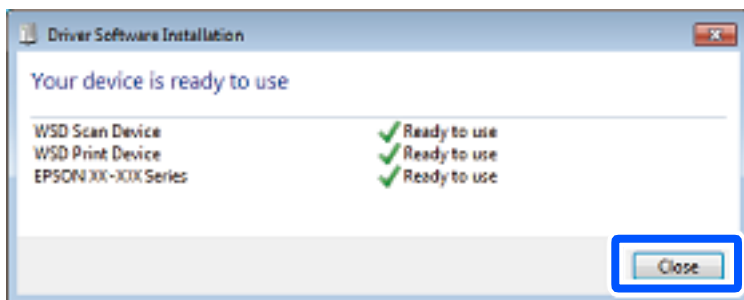 Driver Software Installation
Your device is ready to use
WSD Scan Device Ready to use
WSD Print Device Ready to use
EPSON XX-XXX Series Ready to use
Close